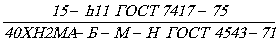 15 – h11 ГОСТ 7417 – 75
40ХН2МА – Б – М – Н ГОСТ 4543 – 71